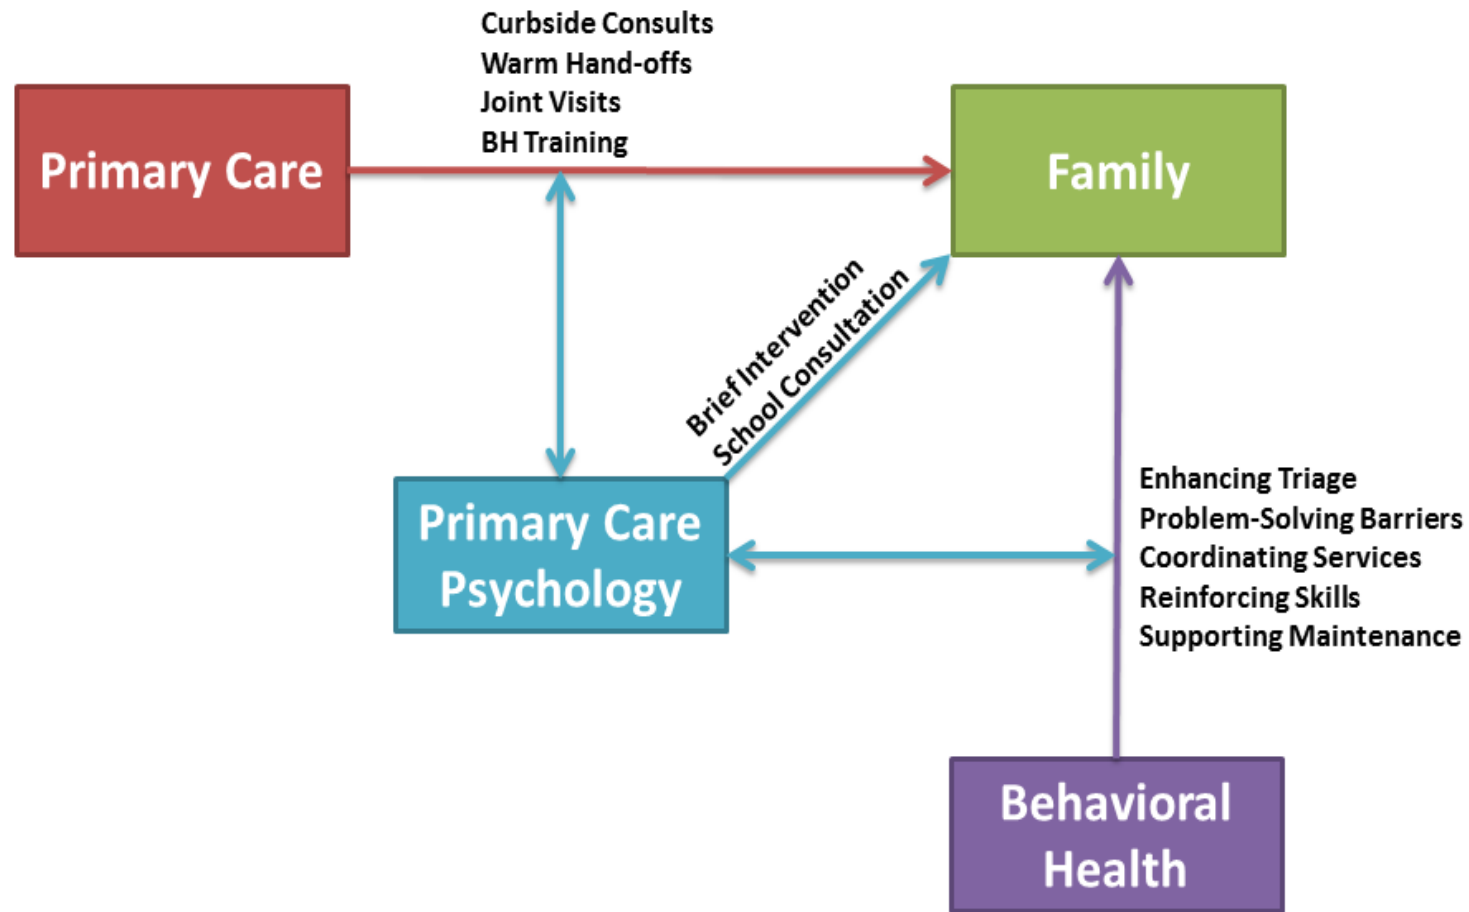 Curbside Consults
Warm Hand-offs
Joint Visits
BH Training
Primary Care
Family
Brief Intervention
School Consultation
Primary Care
Psychology
Enhancing Triage
Problem-Solving Barriers
Coordinating Services
Reinforcing Skills
Supporting Maintenance
Behavioral
Health